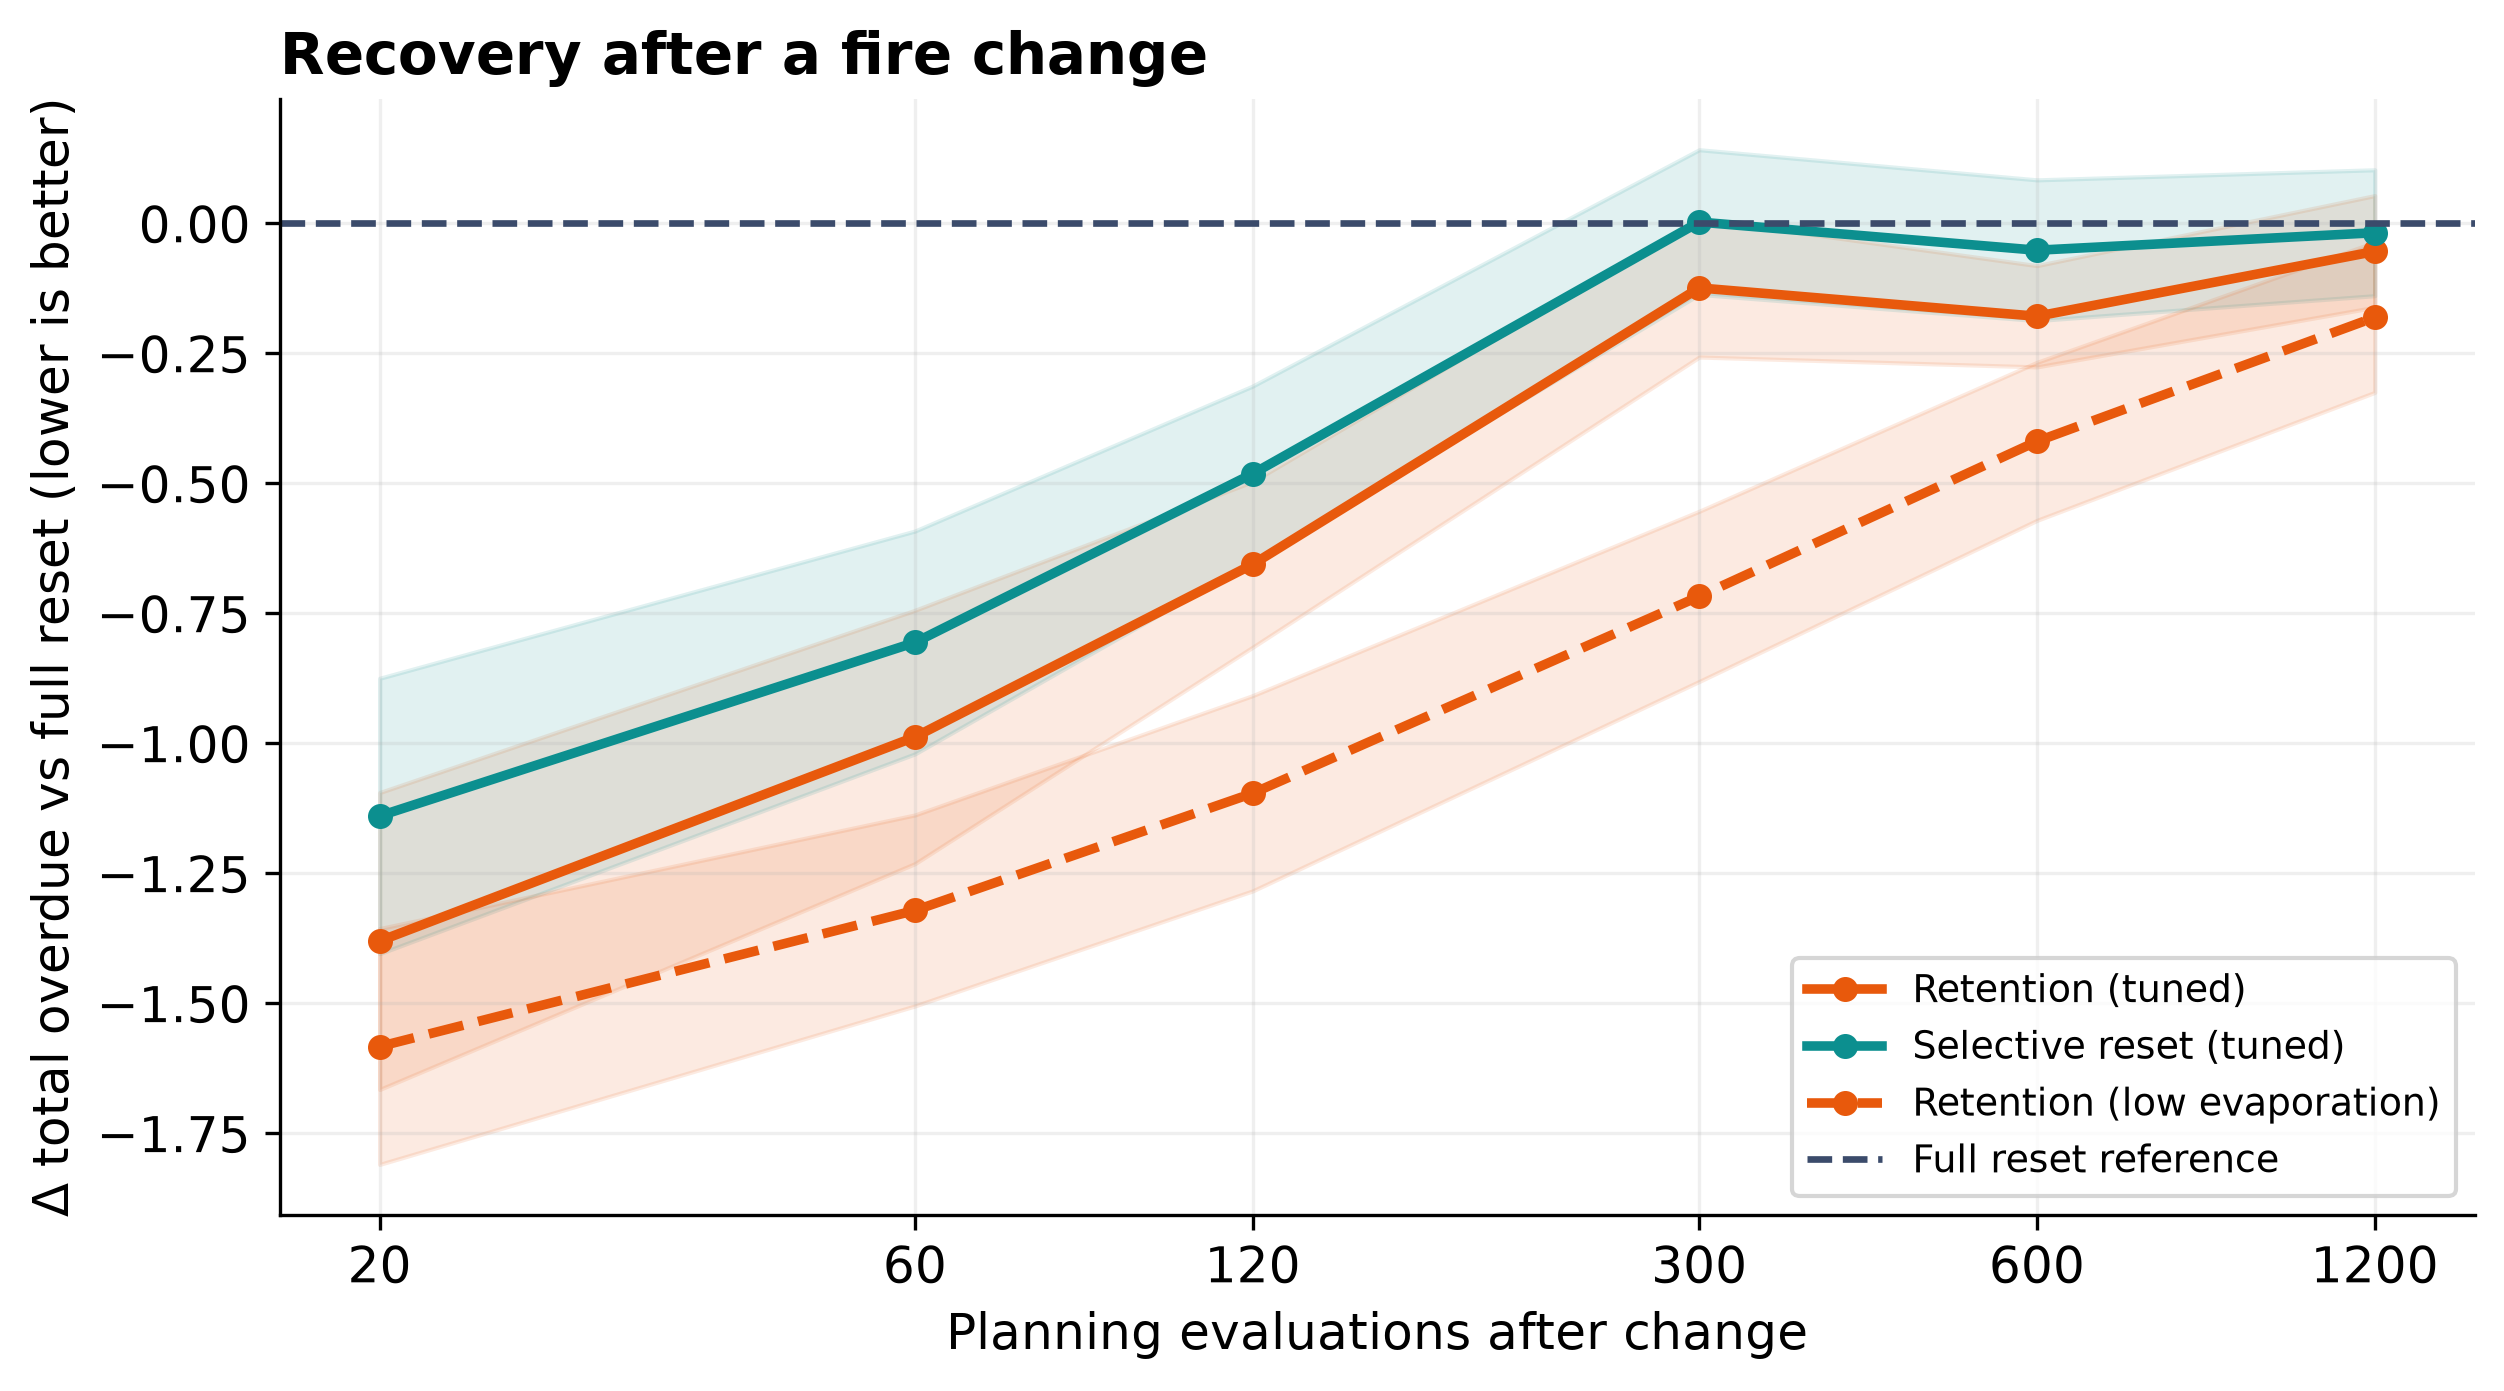 Recovery after a fire change
Δ total overdue vs full reset (lower is better)
0.00
−0.25
−0.50
−0.75
−1.00
−1.25
−1.50
−1.75
Retention (tuned)
Selective reset (tuned)
Retention (low evaporation)
Full reset reference
20 60 120 300 600 1200
Planning evaluations after change